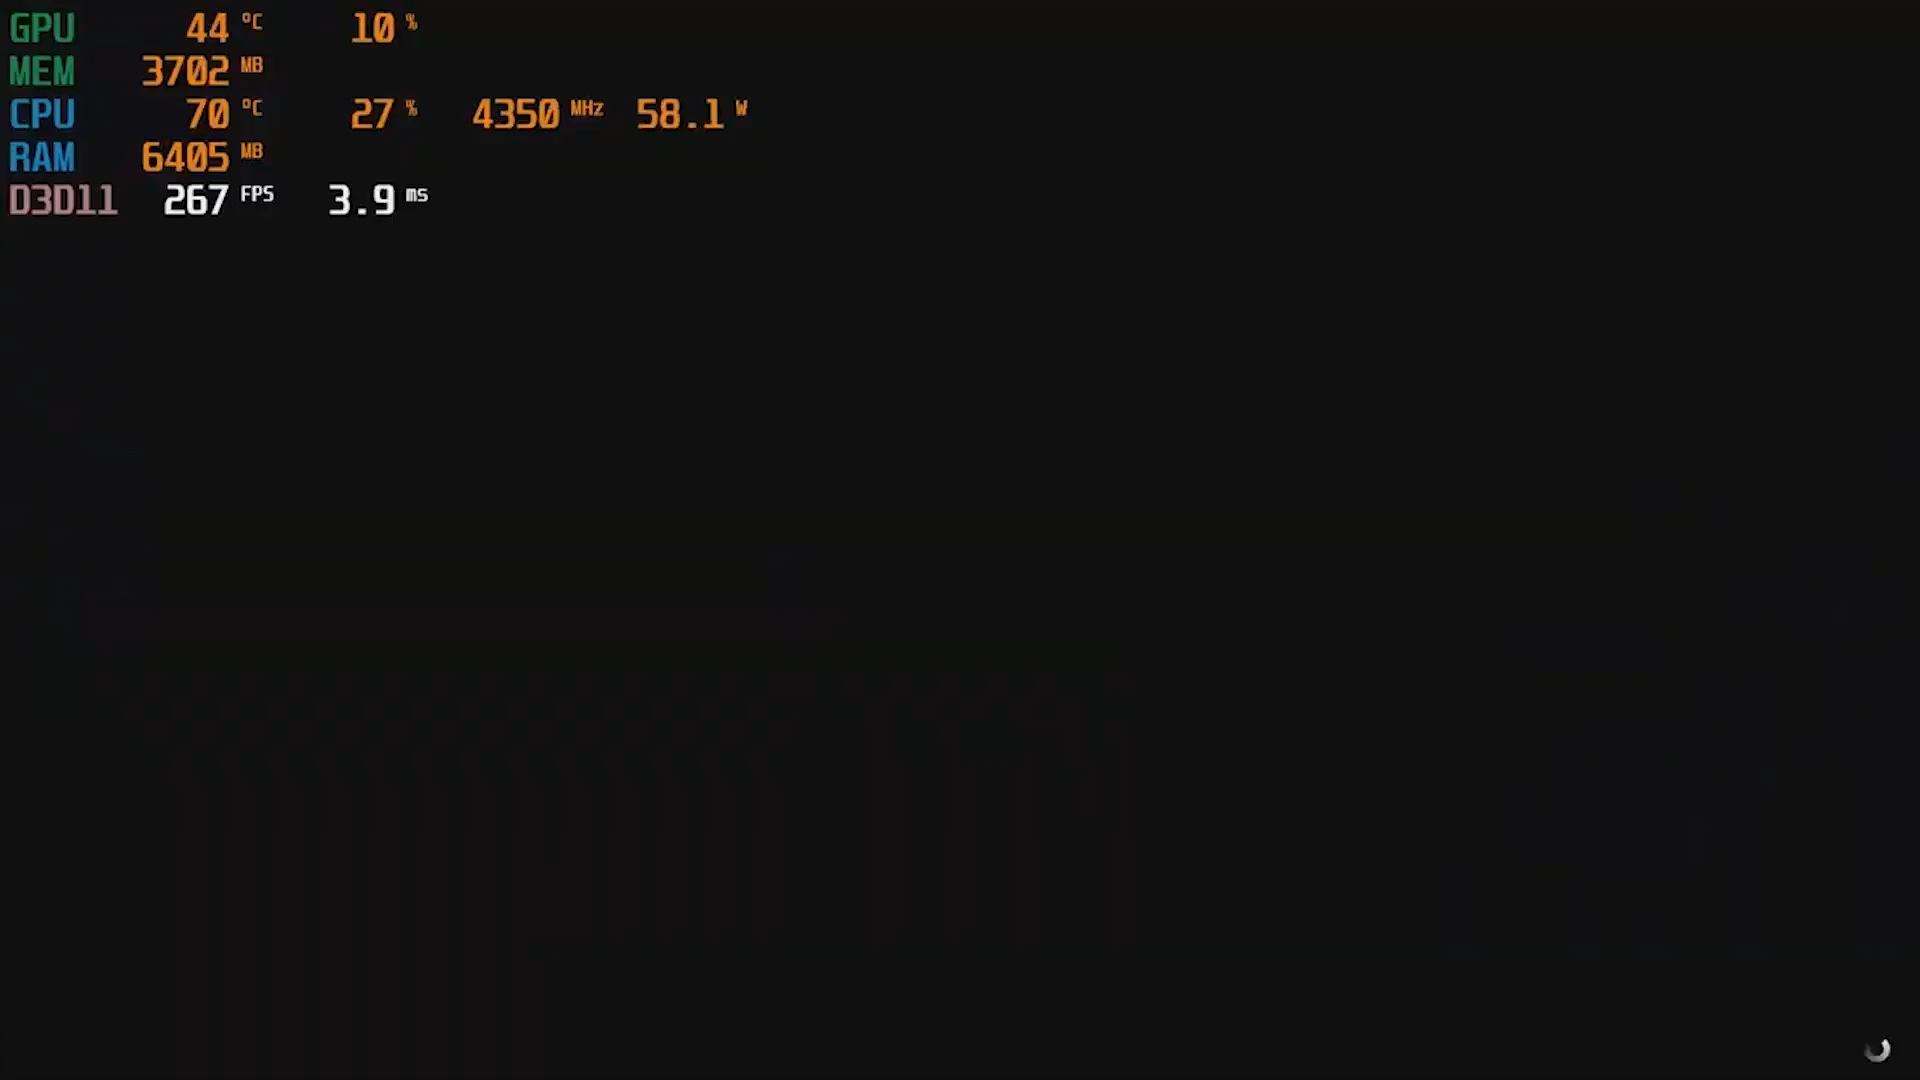 GPU 44 °C 10 %
MEM 3702 MB
CPU 70 °C 27 % 4350 MHz 58.1 W
RAM 6405 MB
D3D11 267 FPS 3.9 ms